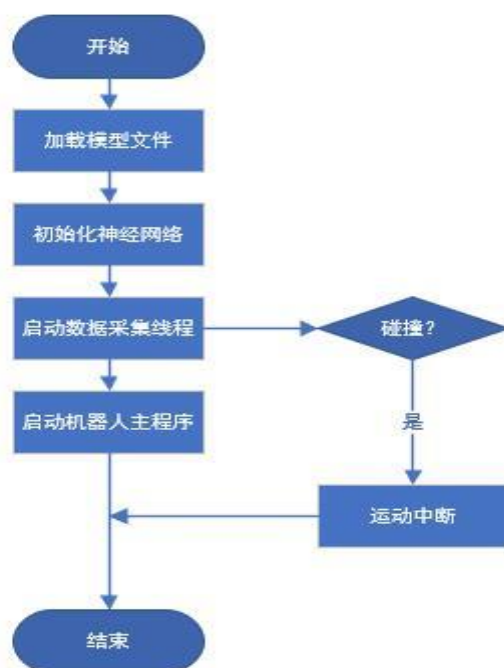 开始
加载模型文件
初始化神经网络
启动数据采集线程
碰撞?
启动机器人主程序
是
运动中断
结束